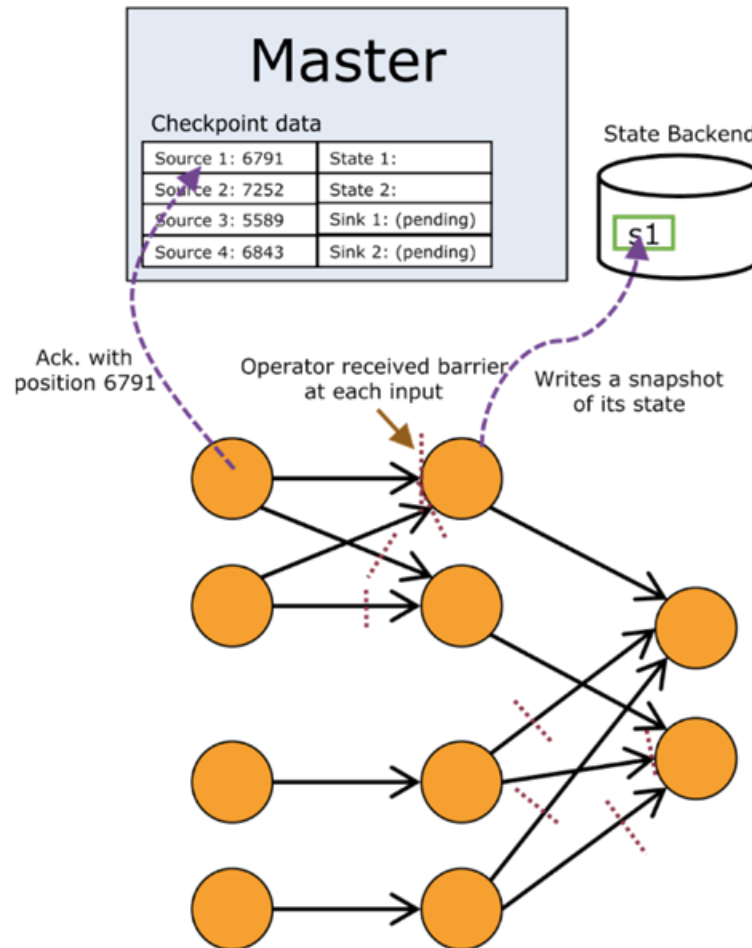 Master
Checkpoint data
Source 1: 6791 State 1:
Source 2: 7252 State 2:
Source 3: 5589 Sink 1: (pending)
Source 4: 6843 Sink 2: (pending)
State Backend
s1
Ack. with
position 6791
Operator received barrier
at each input
Writes a snapshot
of its state